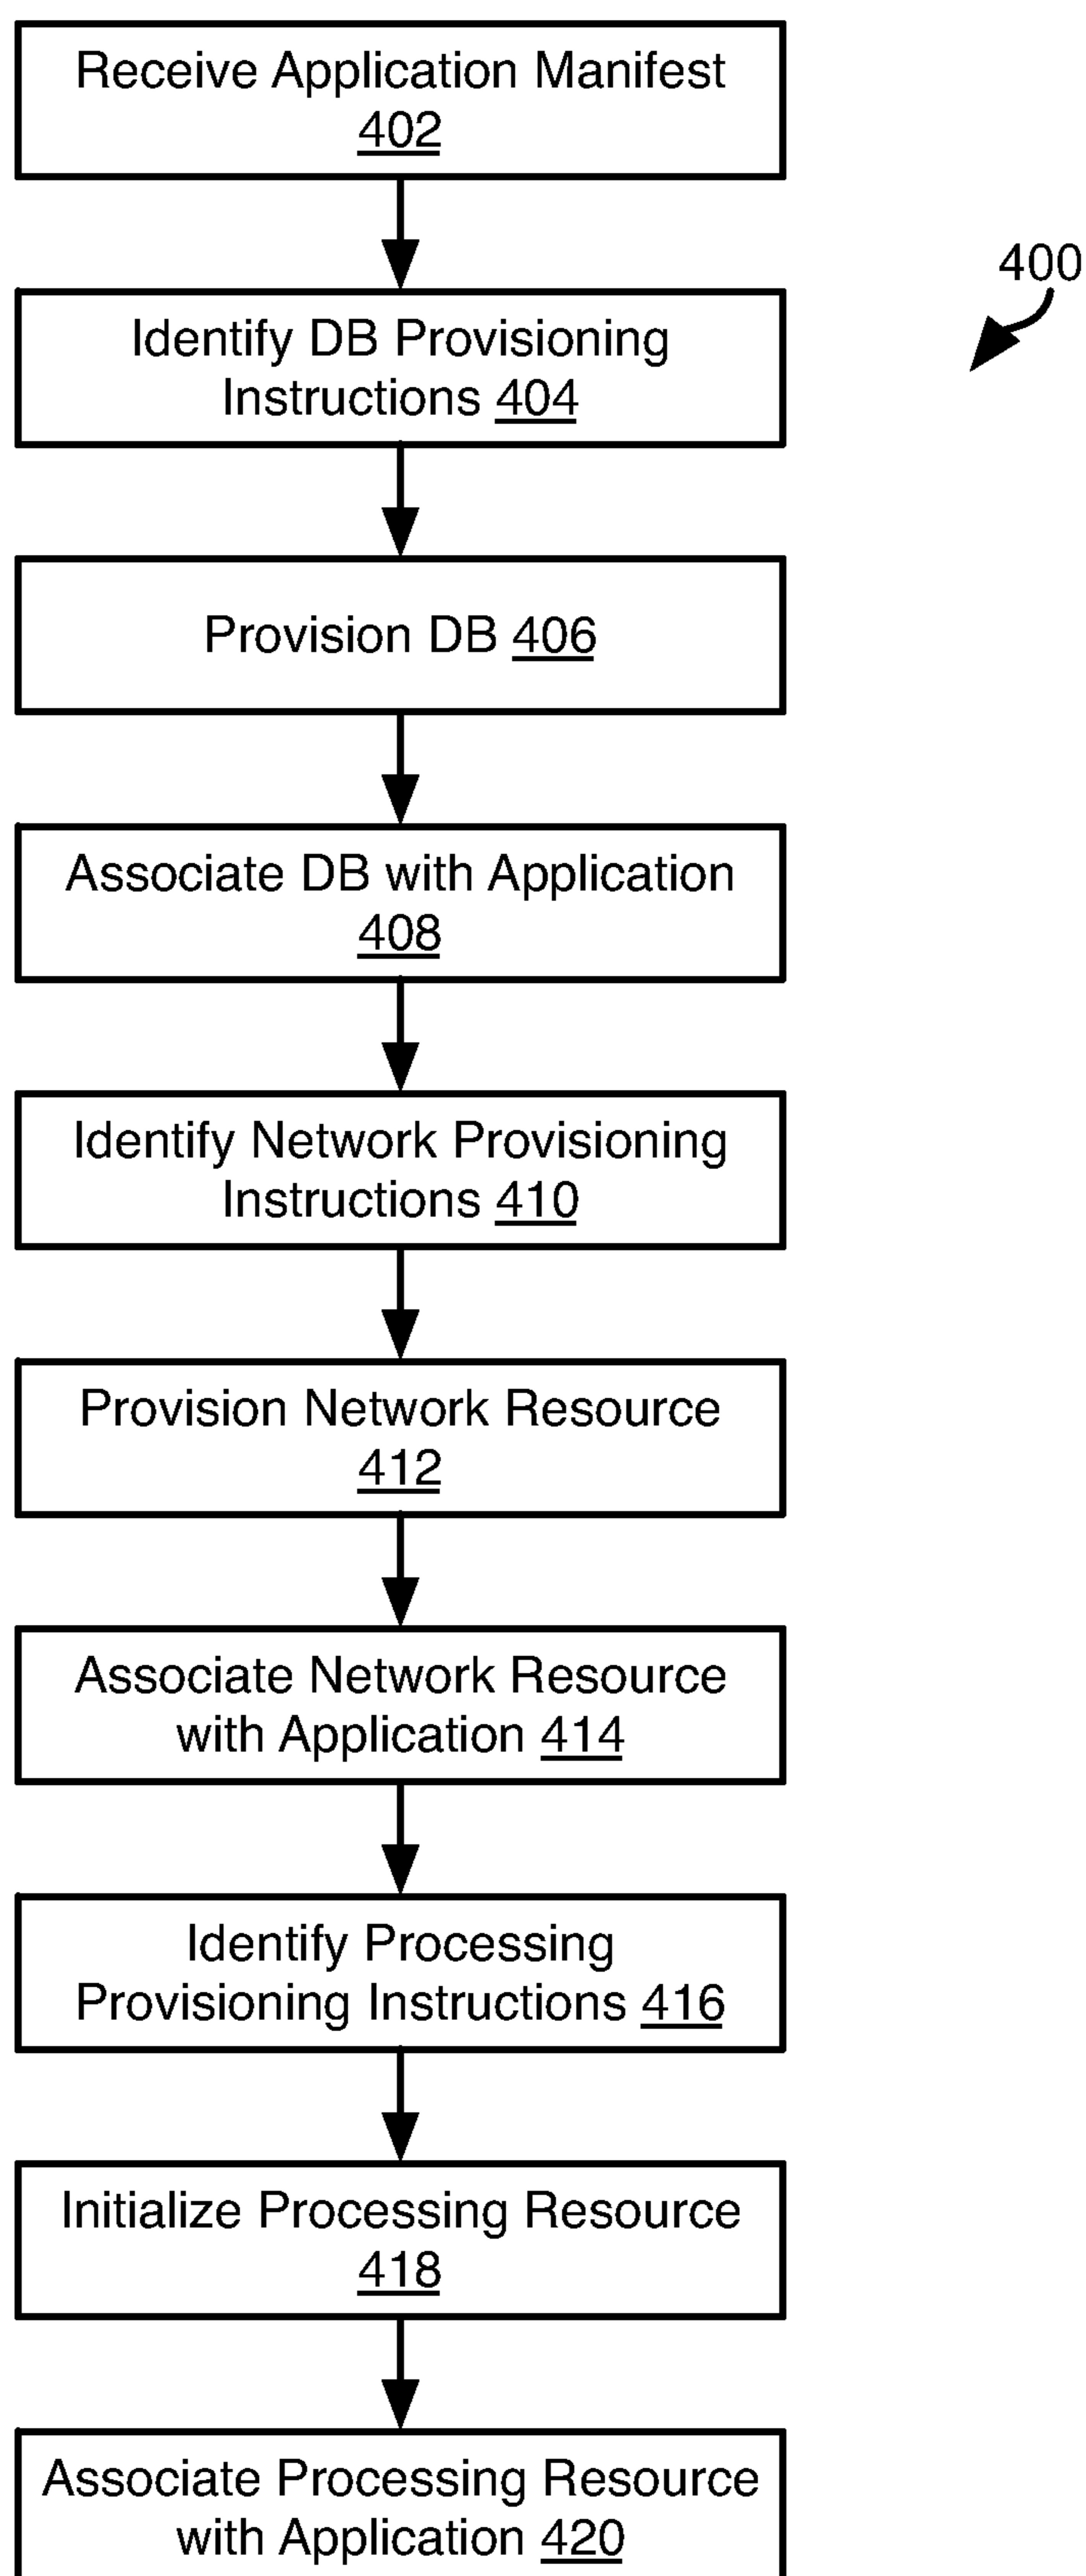 Receive Application Manifest
402
400
Identify DB Provisioning
Instructions 404
Provision DB 406
Associate DB with Application
408
Identify Network Provisioning
Instructions 410
Provision Network Resource
412
Associate Network Resource
with Application 414
Identify Processing
Provisioning Instructions 416
Initialize Processing Resource
418
Associate Processing Resource
with Application 420